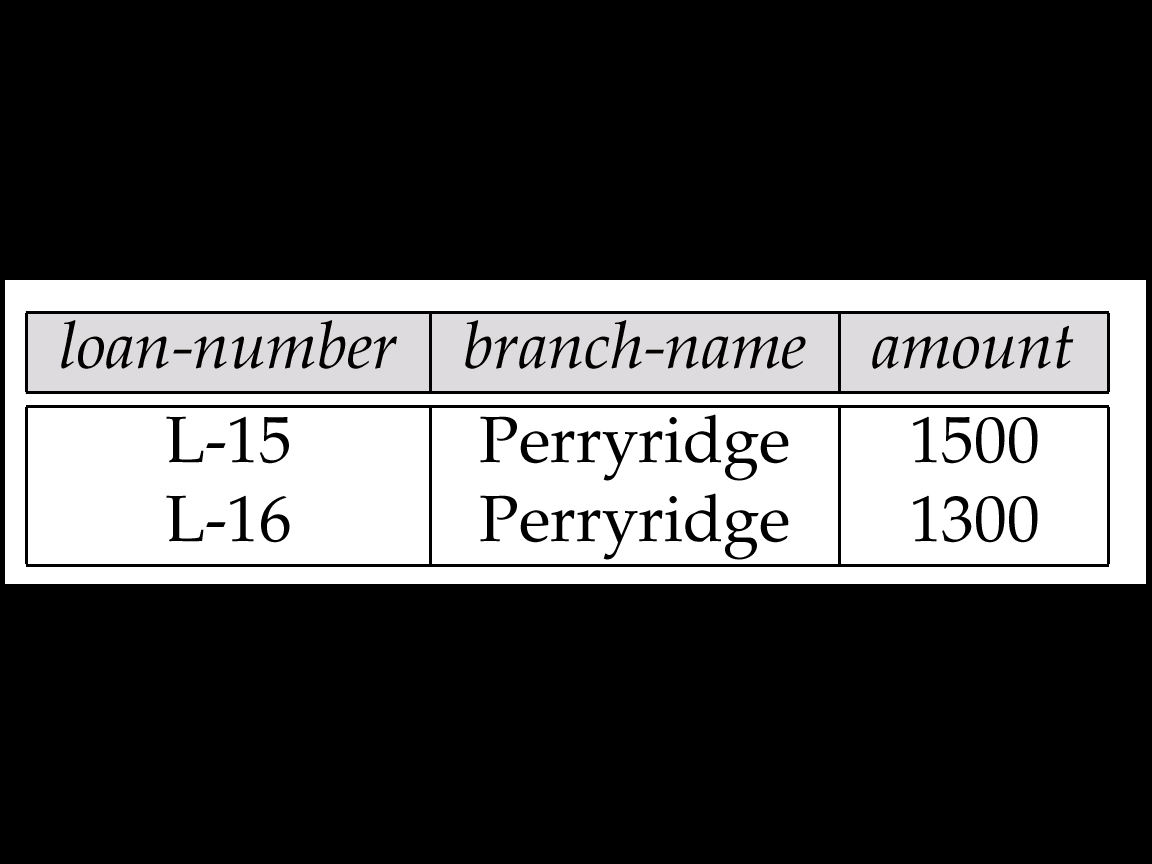 loan-number branch-name amount
L-15 Perryridge 1500
L-16 Perryridge 1300